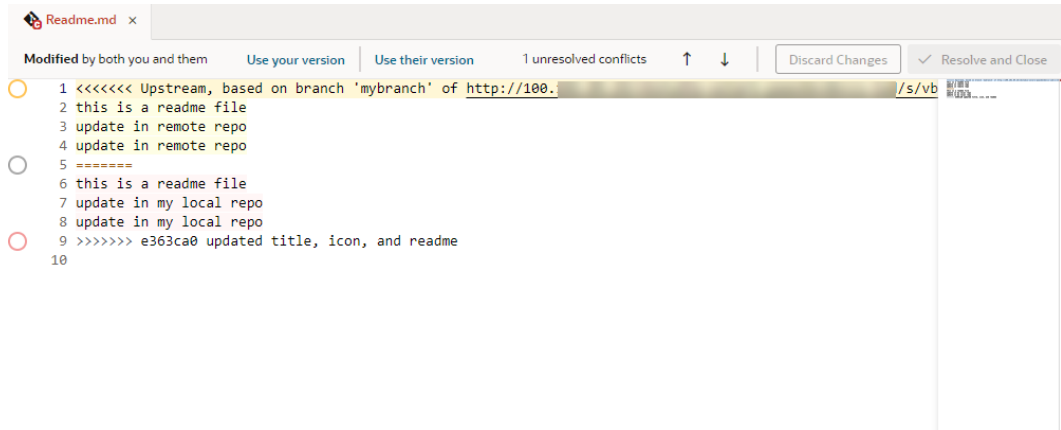 Readme.md ×
Modified by both you and them Use your version Use their version 1 unresolved conflicts ↑ ↓ Discard Changes ✓ Resolve and Close
1 <<<<<<< Upstream, based on branch 'mybranch' of http://100. /s/vb
2 this is a readme file
3 update in remote repo
4 update in remote repo
5 =======
6 this is a readme file
7 update in my local repo
8 update in my local repo
9 >>>>>>> e363ca0 updated title, icon, and readme
10